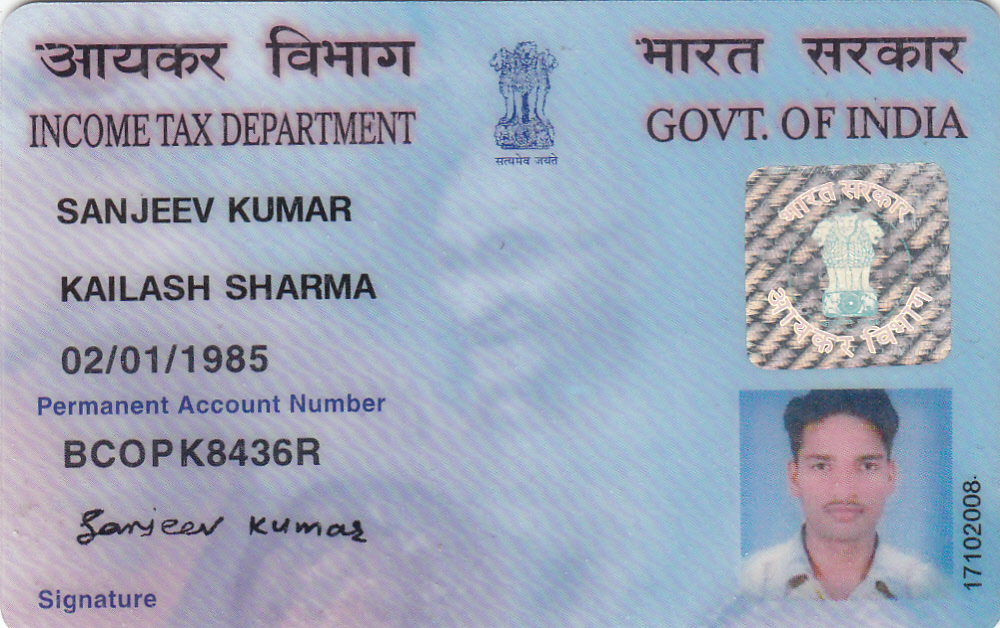 आयकर विभाग
INCOME TAX DEPARTMENT
भारत सरकार
GOVT. OF INDIA
सत्यमेव जयते
SANJEEV KUMAR
KAILASH SHARMA
02/01/1985
Permanent Account Number
BCOPK8436R
Sanjeev Kumar
Signature
भारत सरकार
आयकर विभाग
17102008